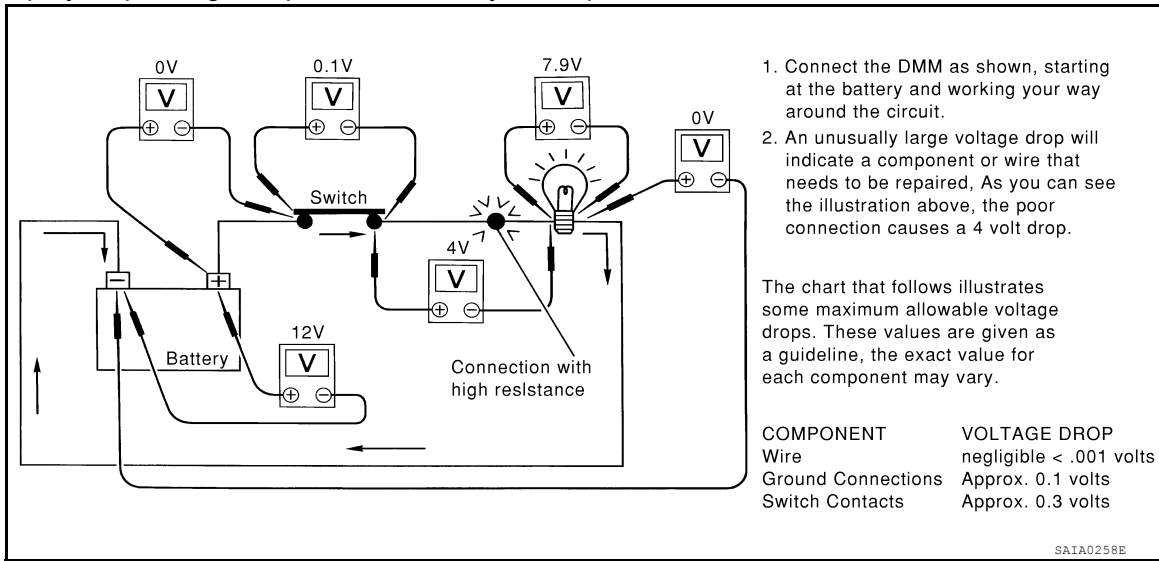 0V
0.1V
7.9V
0V
V
V
V
V
Switch
4V
V
12V
V
Battery
Connection with
high reslstance
1. Connect the DMM as shown, starting
at the battery and working your way
around the circuit.
2. An unusually large voltage drop will
indicate a component or wire that
needs to be repaired, As you can see
the illustration above, the poor
connection causes a 4 volt drop.
The chart that follows illustrates
some maximum allowable voltage
drops. These values are given as
a guideline, the exact value for
each component may vary.
COMPONENT VOLTAGE DROP
Wire negligible < .001 volts
Ground Connections Approx. 0.1 volts
Switch Contacts Approx. 0.3 volts
SAIA0258E